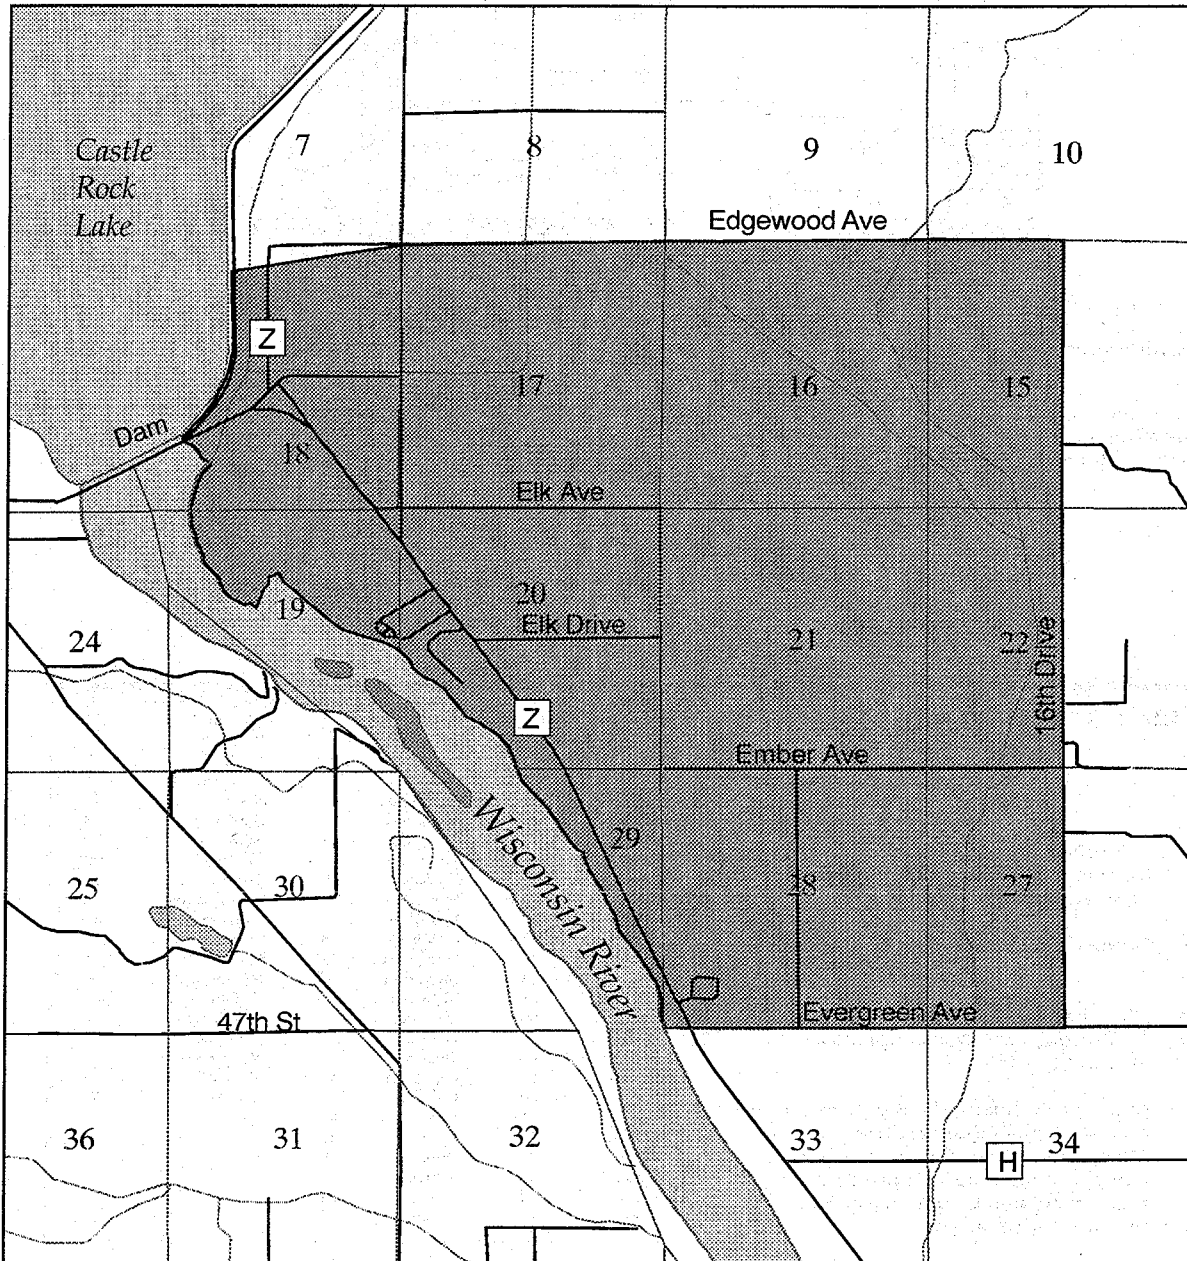 7
8
9
10
Castle
Rock
Lake
Edgewood Ave
Z
17
16
15
Dam
18
Elk Ave
19
20
Elk Drive
24
21
22
16th Drive
Z
Ember Ave
Wisconsin River
29
25
30
28
27
47th St
Evergreen Ave
36
31
32
33
34
H